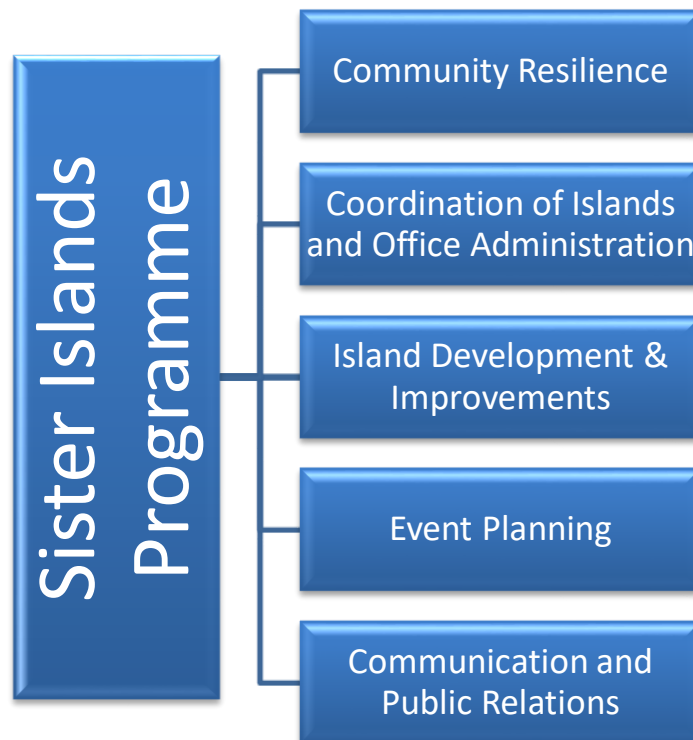 Sister Islands
Programme
Community Resilience
Coordination of Islands
and Office Administration
Island Development &
Improvements
Event Planning
Communication and
Public Relations